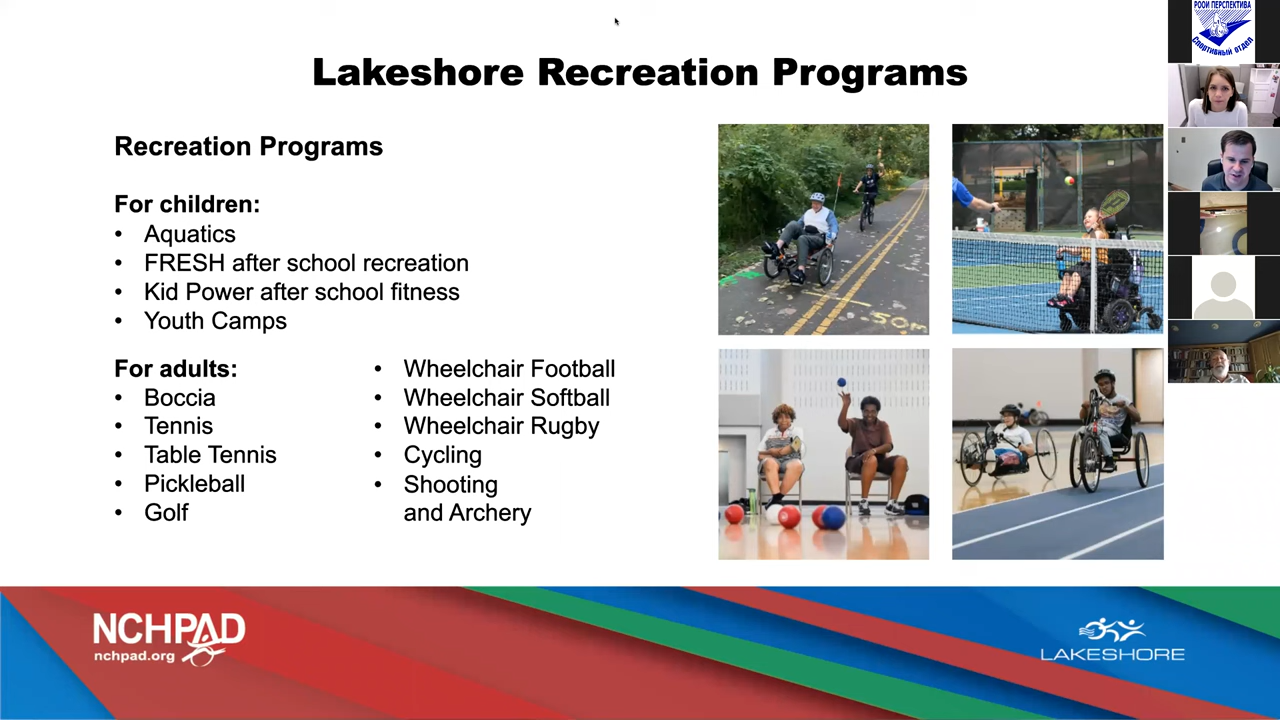 Lakeshore Recreation Programs
Recreation Programs
For children:
• Aquatics
• FRESH after school recreation
• Kid Power after school fitness
• Youth Camps
For adults:
• Boccia
• Tennis
• Table Tennis
• Pickleball
• Golf
• Wheelchair Football
• Wheelchair Softball
• Wheelchair Rugby
• Cycling
• Shooting
and Archery
NCHPAD
nchpad.org
LAKESHORE
РООИ ПЕРСПЕКТИВА
Спортивный отдел